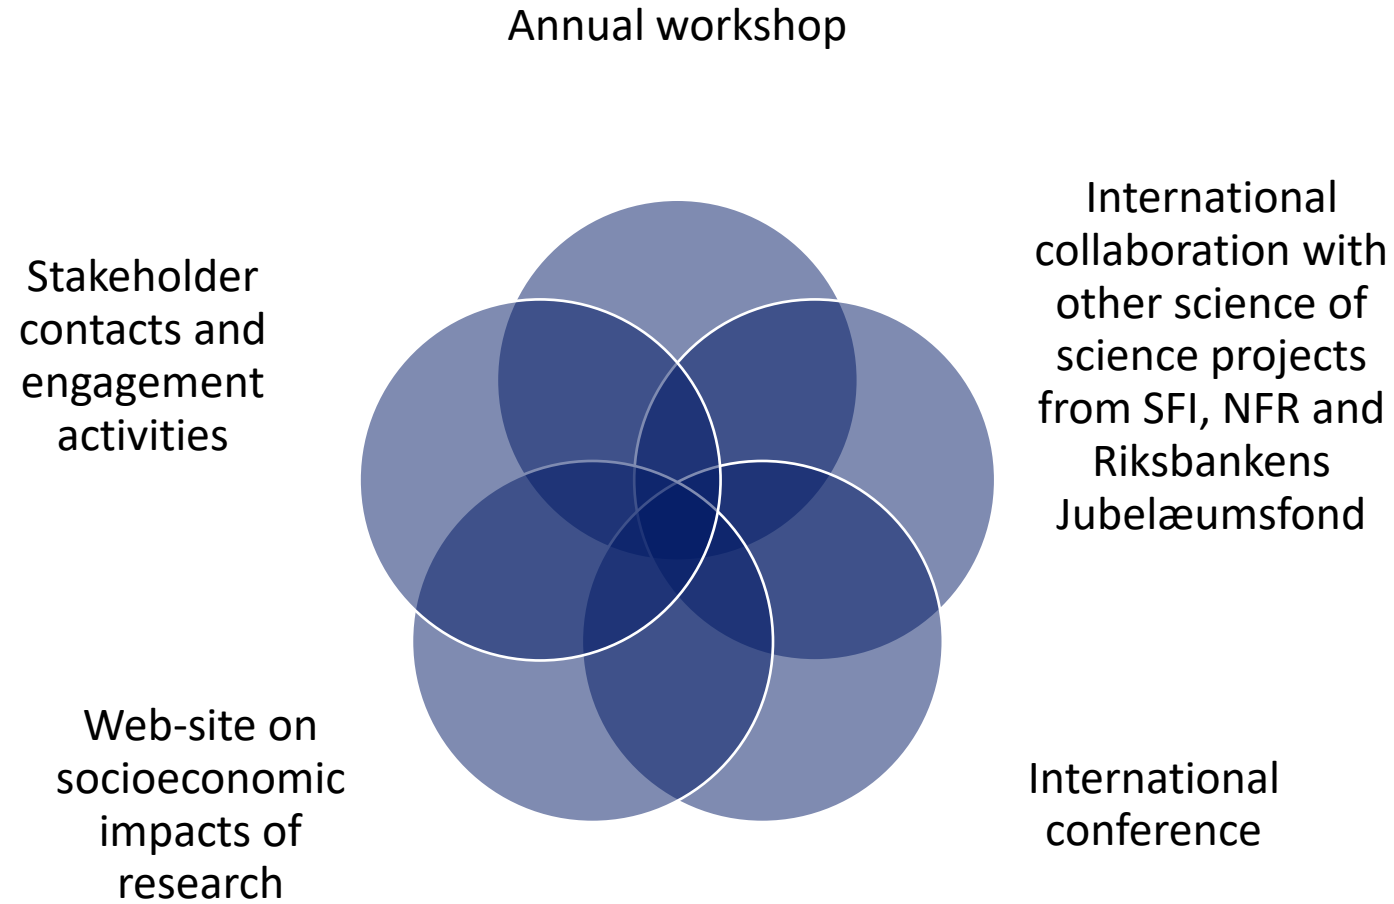 Annual workshop
International
collaboration with
other science of
science projects
from SFI, NFR and
Riksbankens
Jubelæumsfond
Stakeholder
contacts and
engagement
activities
Web-site on
socioeconomic
impacts of
research
International
conference